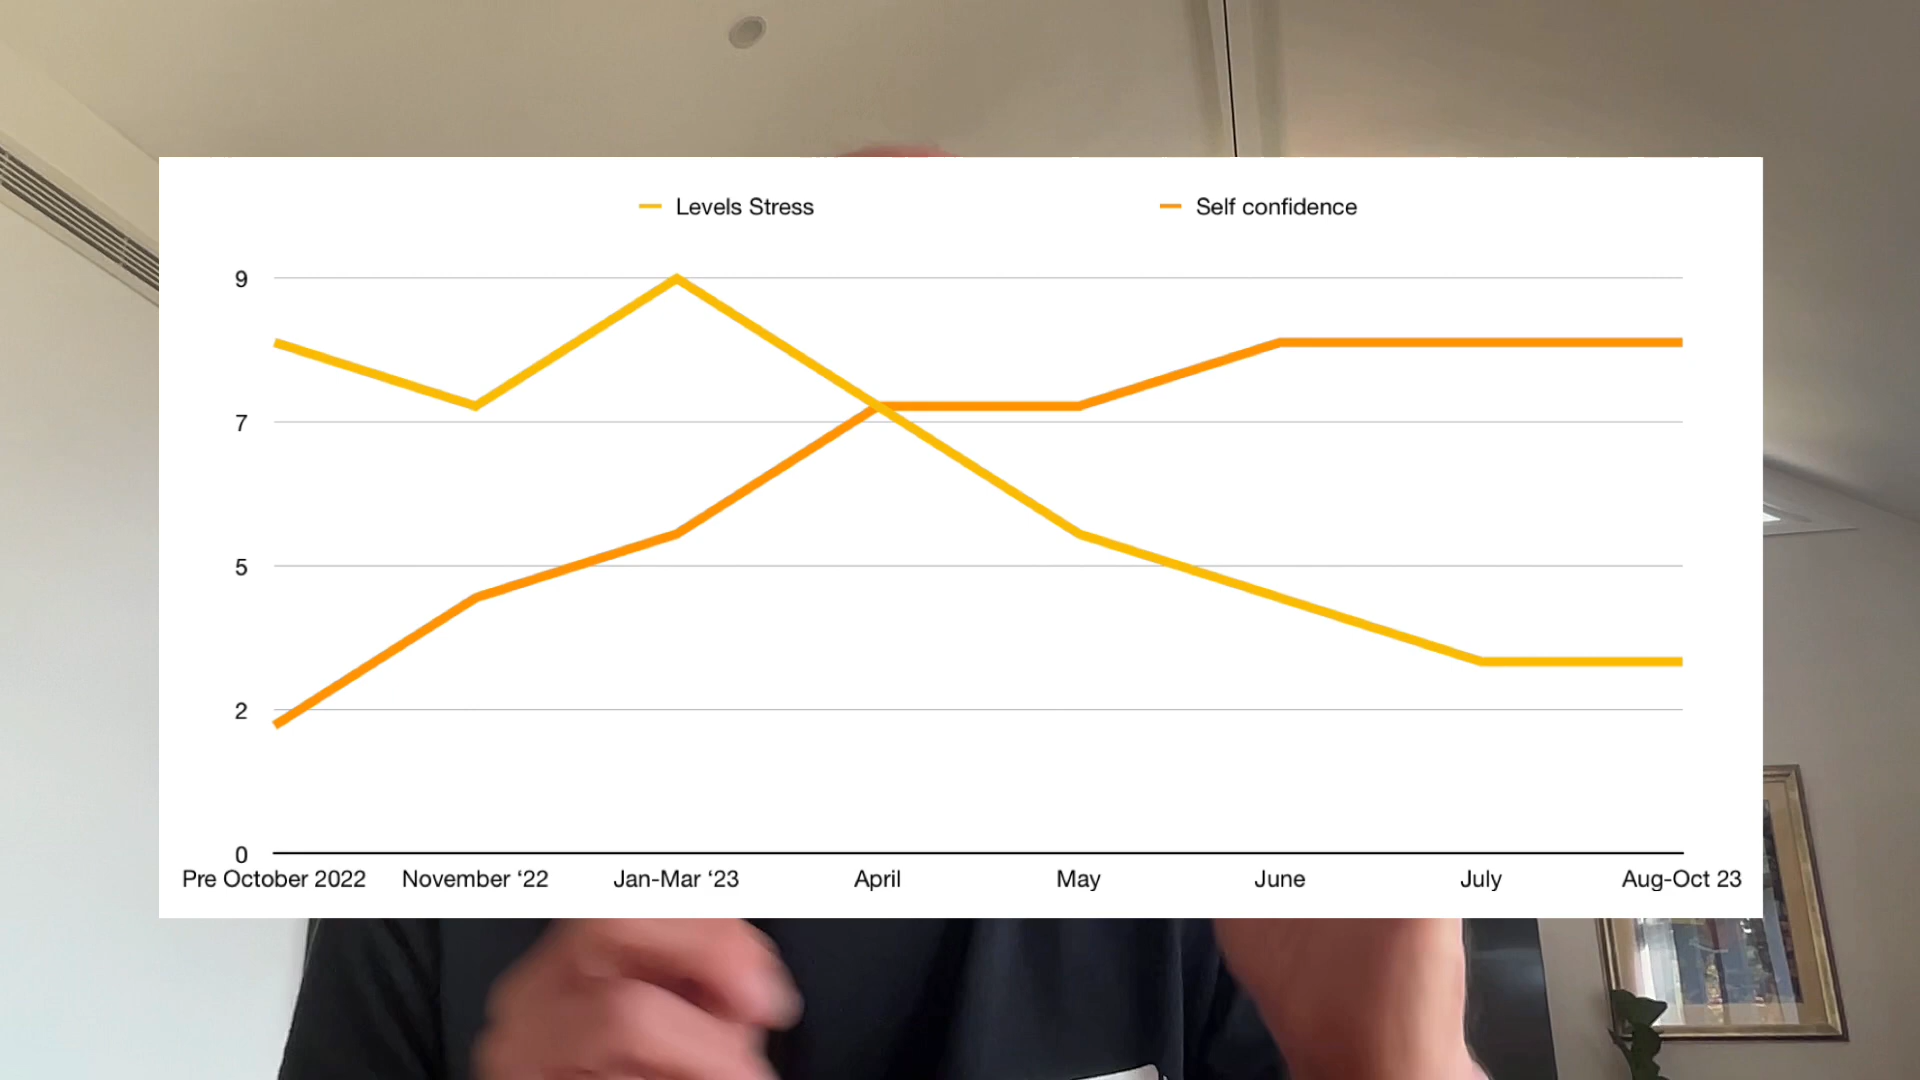 Levels Stress Self confidence
9
7
5
2
0
Pre October 2022 November ‘22 Jan-Mar ‘23 April May June July Aug-Oct 23